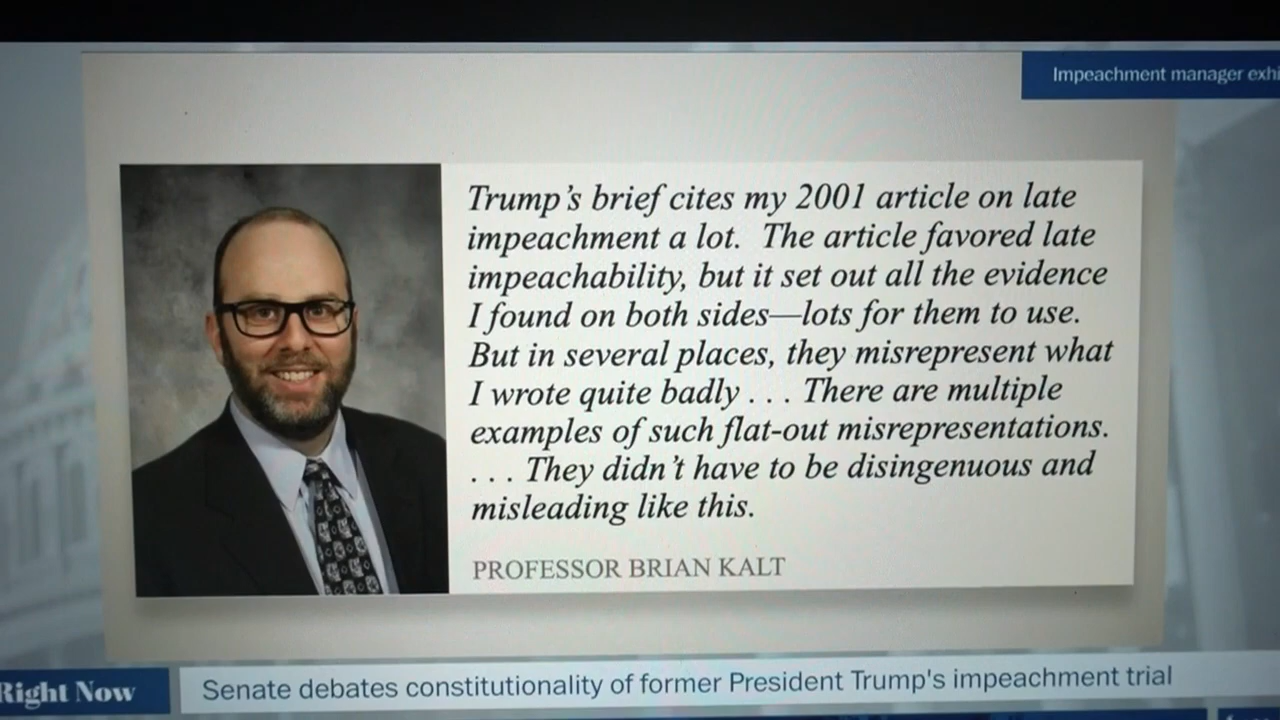 Impeachment manager exhi
Trump's brief cites my 2001 article on late
impeachment a lot. The article favored late
impeachability, but it set out all the evidence
I found on both sides—lots for them to use.
But in several places, they misrepresent what
I wrote quite badly . . . There are multiple
examples of such flat-out misrepresentations.
. . . They didn't have to be disingenuous and
misleading like this.
PROFESSOR BRIAN KALT
Right Now
Senate debates constitutionality of former President Trump's impeachment trial